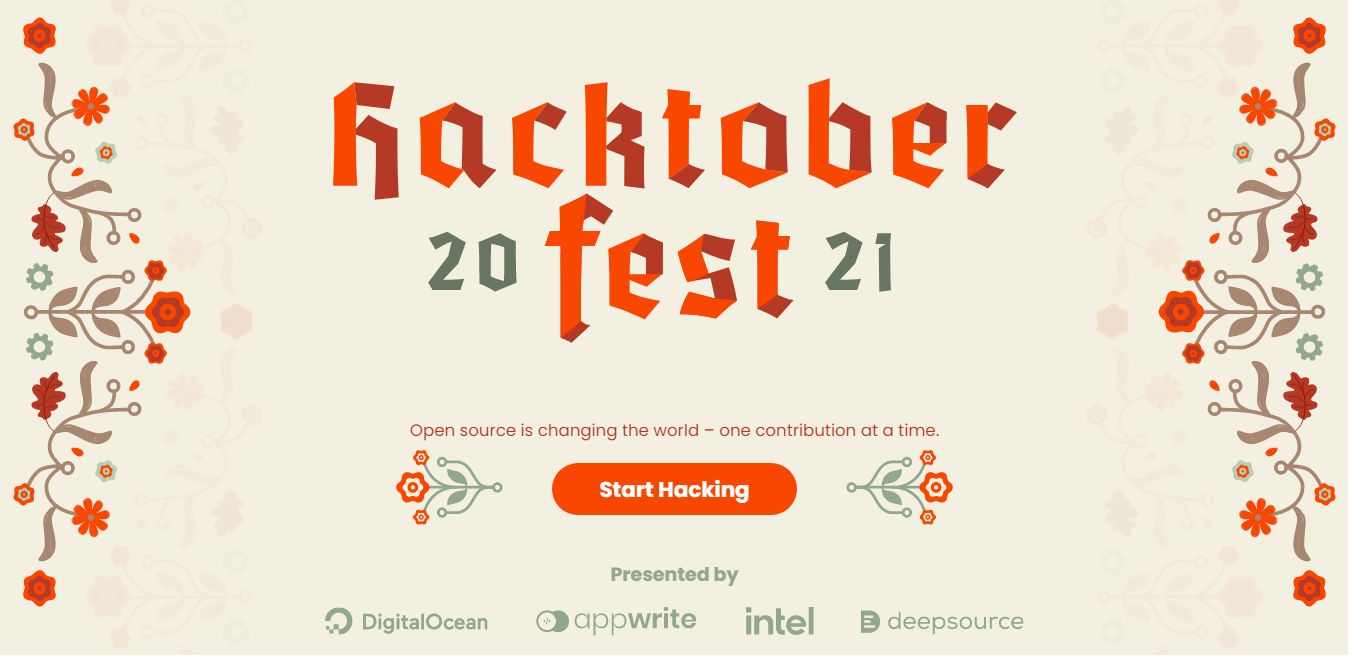 hacktober
20 fest 21
Open source is changing the world – one contribution at a time.
Start Hacking
Presented by
DigitalOcean appwrite intel deepsource